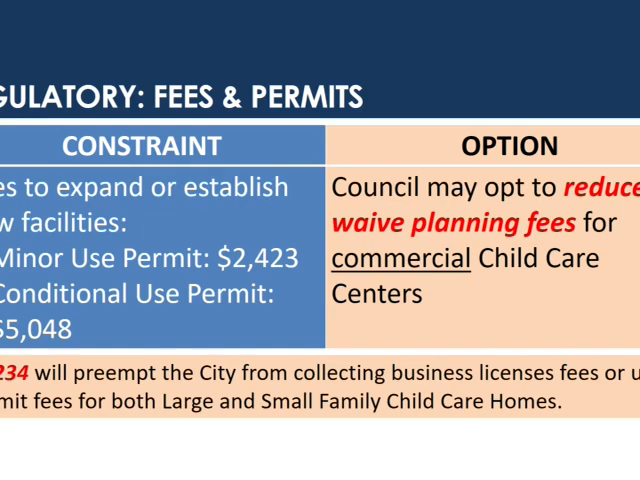 GULATORY: FEES & PERMITS
CONSTRAINT
OPTION
es to expand or establish
w facilities:
Minor Use Permit: $2,423
Conditional Use Permit:
$5,048
Council may opt to reduce
waive planning fees for
commercial Child Care
Centers
234 will preempt the City from collecting business licenses fees or u
mit fees for both Large and Small Family Child Care Homes.